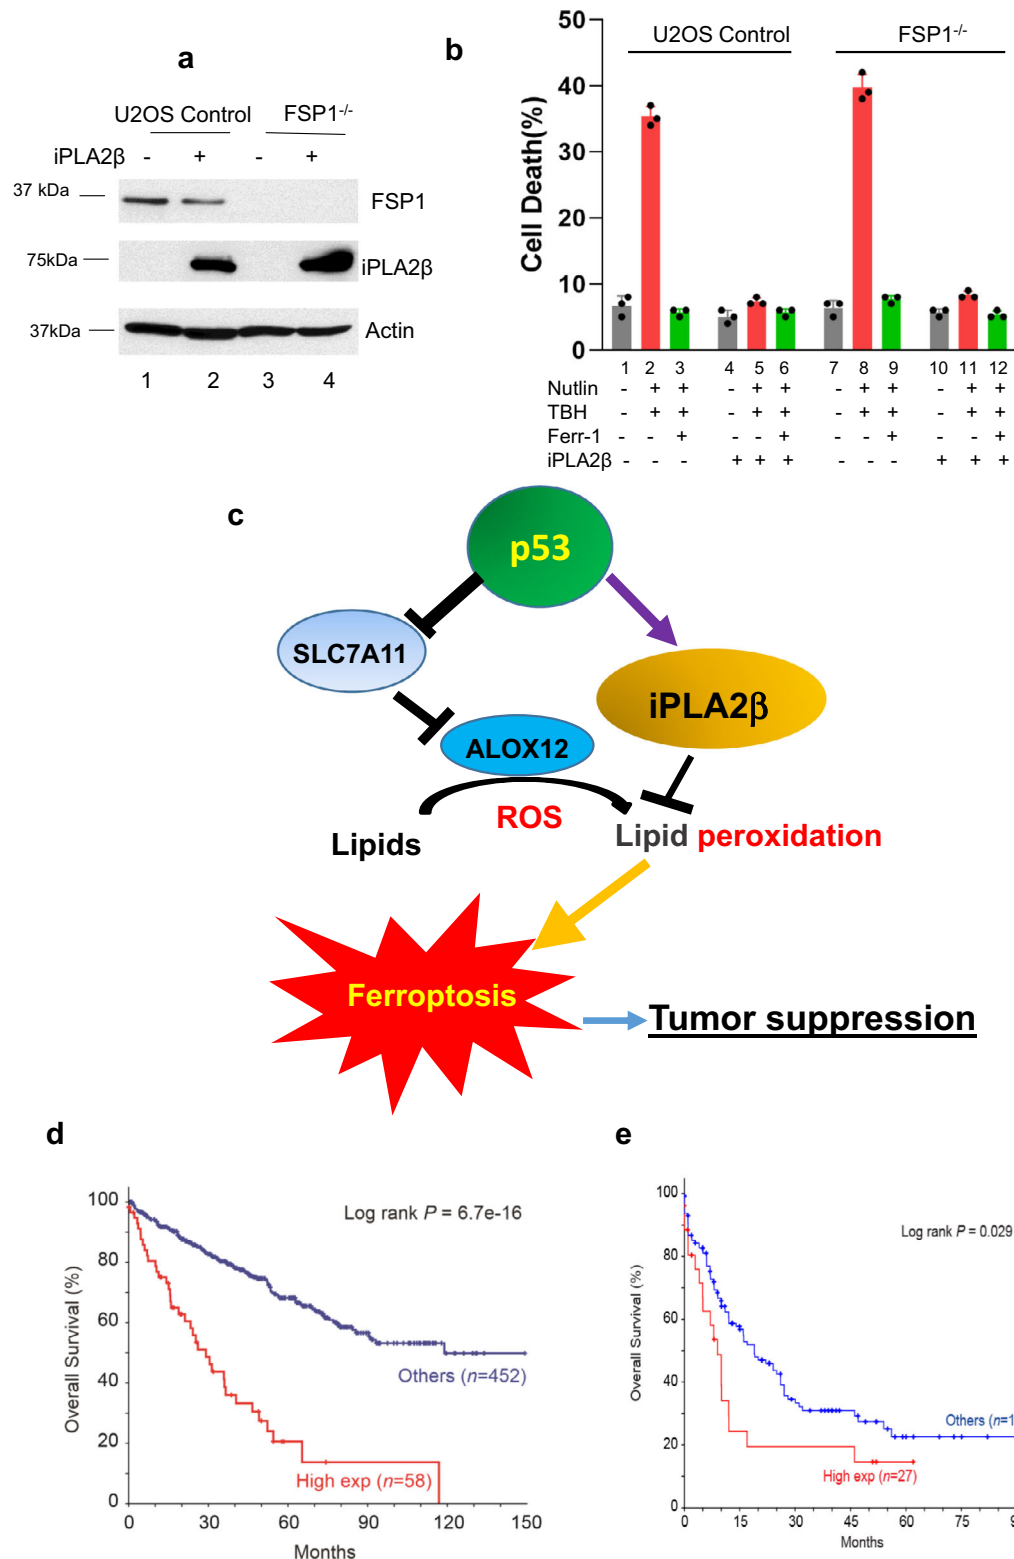 a
U2OS Control FSP1-/-
iPLA2β - + - +
37 kDa FSP1
75kDa iPLA2β
37kDa Actin
1 2 3 4
b
U2OS Control FSP1-/-
Cell Death(%)
50
40
30
20
10
0
1 2 3 4 5 6 7 8 9 10 11 12
Nutlin - + + - + + - + + - + +
TBH - + + - + + - + + - + +
Ferr-1 - - + - - + - - + - - +
iPLA2β - - - + + + - - - + + +
c
p53
SLC7A11
iPLA2β
ALOX12
ROS
Lipids
Lipid peroxidation
Ferroptosis
Tumor suppression
d
Overall Survival (%)
100
80
60
40
20
0
Log rank P = 6.7e-16
Others (n=452)
High exp (n=58)
0 30 60 90 120 150
Months
e
Overall Survival (%)
100
80
60
40
20
0
Log rank P = 0.029
Others (n=1
High exp (n=27)
0 15 30 45 60 75 9
Months